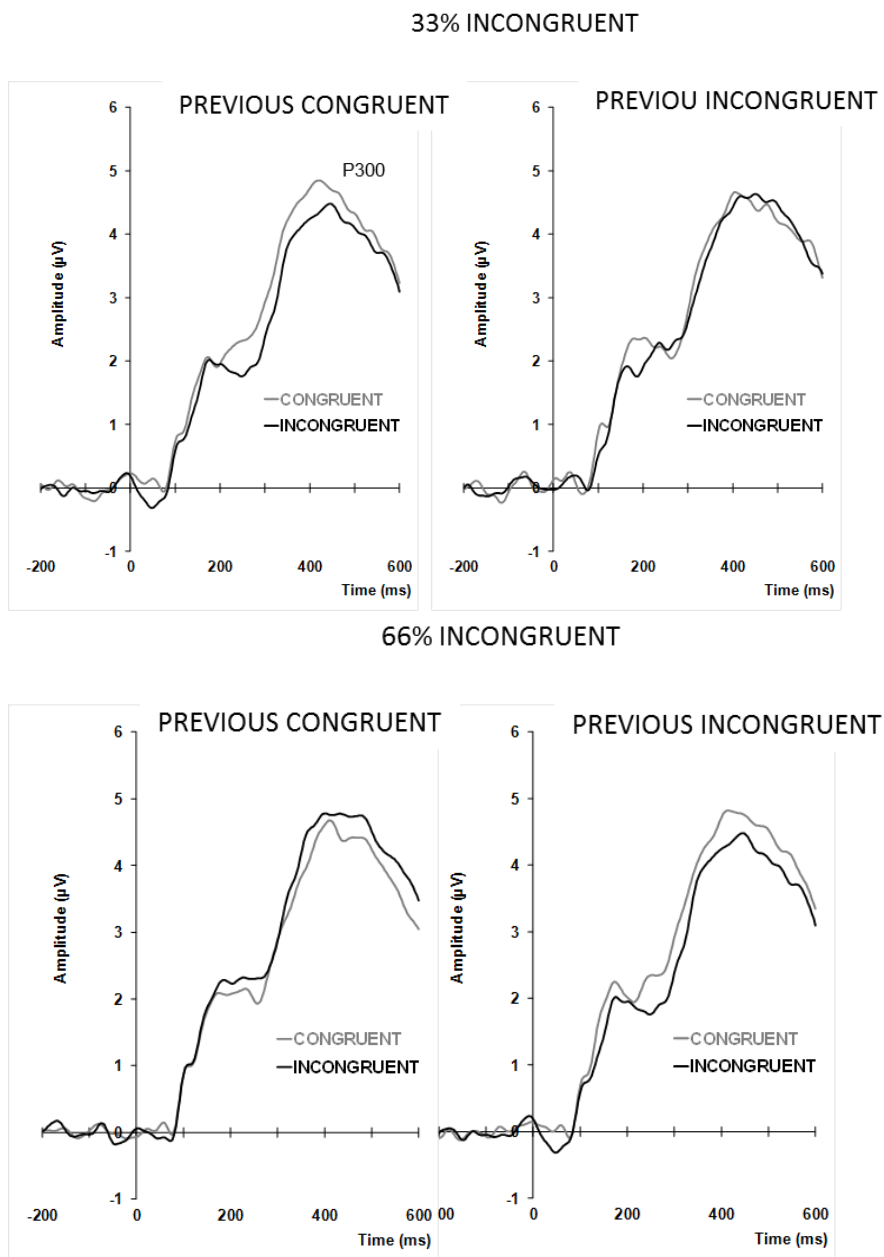 33% INCONGRUENT
PREVIOUS CONGRUENT
6
5
4
3
2
1
0
-1
Amplitude (µV)
P300
CONGRUENT
INCONGRUENT
-200 0 200 400 600
Time (ms)
PREVIOU INCONGRUENT
6
5
4
3
2
1
0
-1
Amplitude (µV)
CONGRUENT
INCONGRUENT
-200 0 200 400 600
Time (ms)
66% INCONGRUENT
PREVIOUS CONGRUENT
6
5
4
3
2
1
0
-1
Amplitude (µV)
CONGRUENT
INCONGRUENT
-200 0 200 400 600
Time (ms)
PREVIOUS INCONGRUENT
6
5
4
3
2
1
0
-1
Amplitude (µV)
CONGRUENT
INCONGRUENT
00 0 200 400 600
Time (ms)